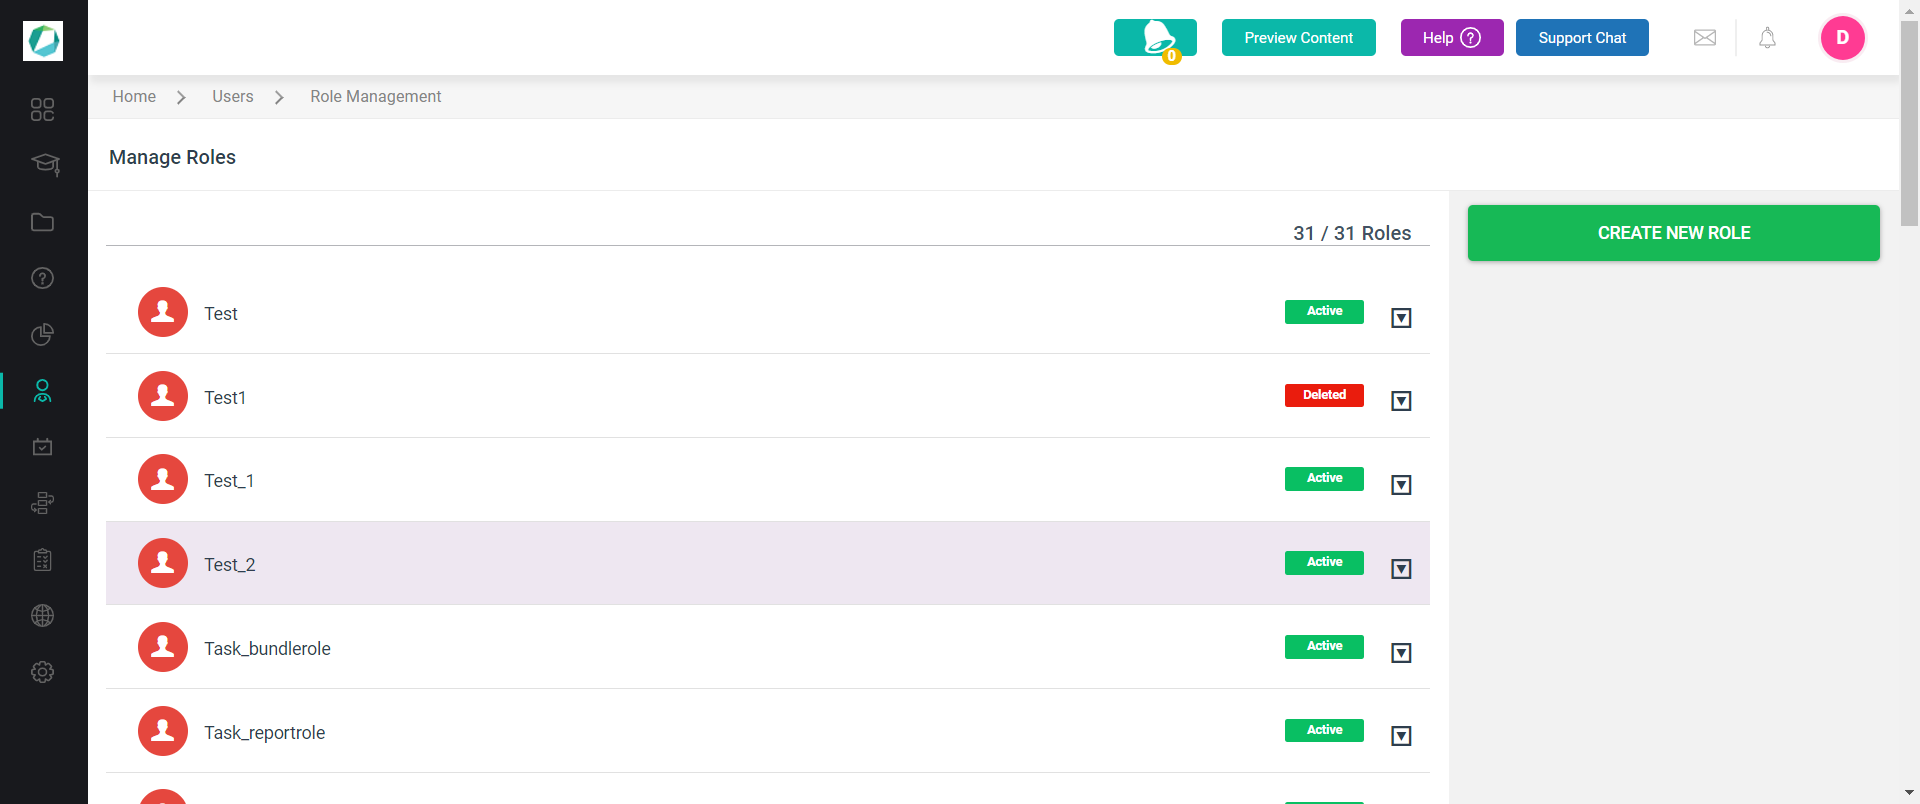 0
Preview Content
Help ?
Support Chat
D
Home
Users
Role Management
Manage Roles
31 / 31 Roles
CREATE NEW ROLE
Test
Active
Test1
Deleted
Test_1
Active
Test_2
Active
Task_bundlerole
Active
Task_reportrole
Active